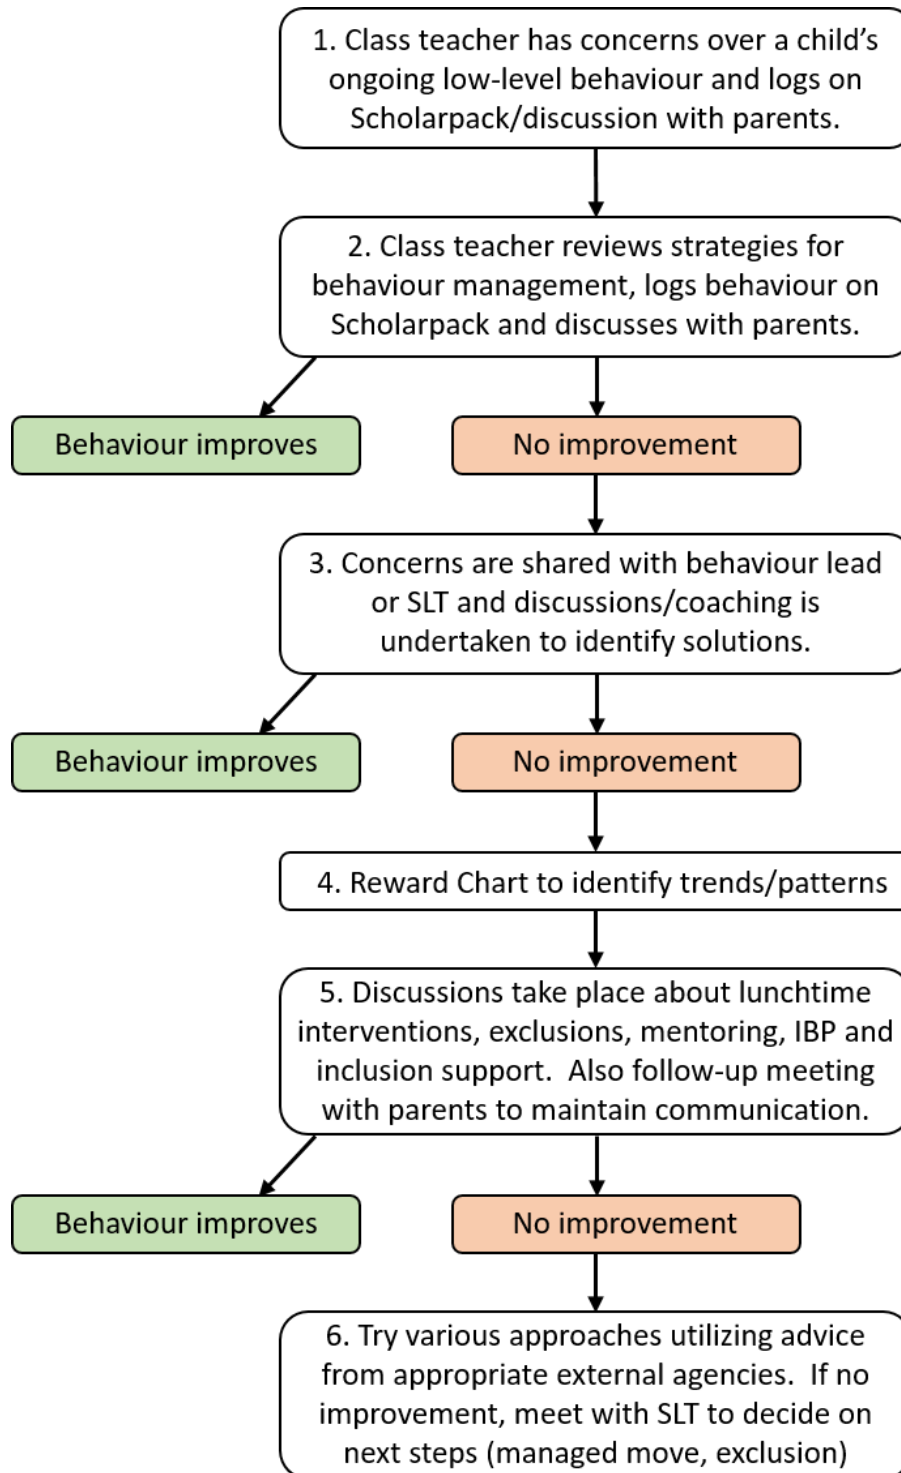 1. Class teacher has concerns over a child’s
ongoing low-level behaviour and logs on
Scholarpack/discussion with parents.
2. Class teacher reviews strategies for
behaviour management, logs behaviour on
Scholarpack and discusses with parents.
Behaviour improves
No improvement
3. Concerns are shared with behaviour lead
or SLT and discussions/coaching is
undertaken to identify solutions.
Behaviour improves
No improvement
4. Reward Chart to identify trends/patterns
5. Discussions take place about lunchtime
interventions, exclusions, mentoring, IBP and
inclusion support.  Also follow-up meeting
with parents to maintain communication.
Behaviour improves
No improvement
6. Try various approaches utilizing advice
from appropriate external agencies.  If no
improvement, meet with SLT to decide on
next steps (managed move, exclusion)